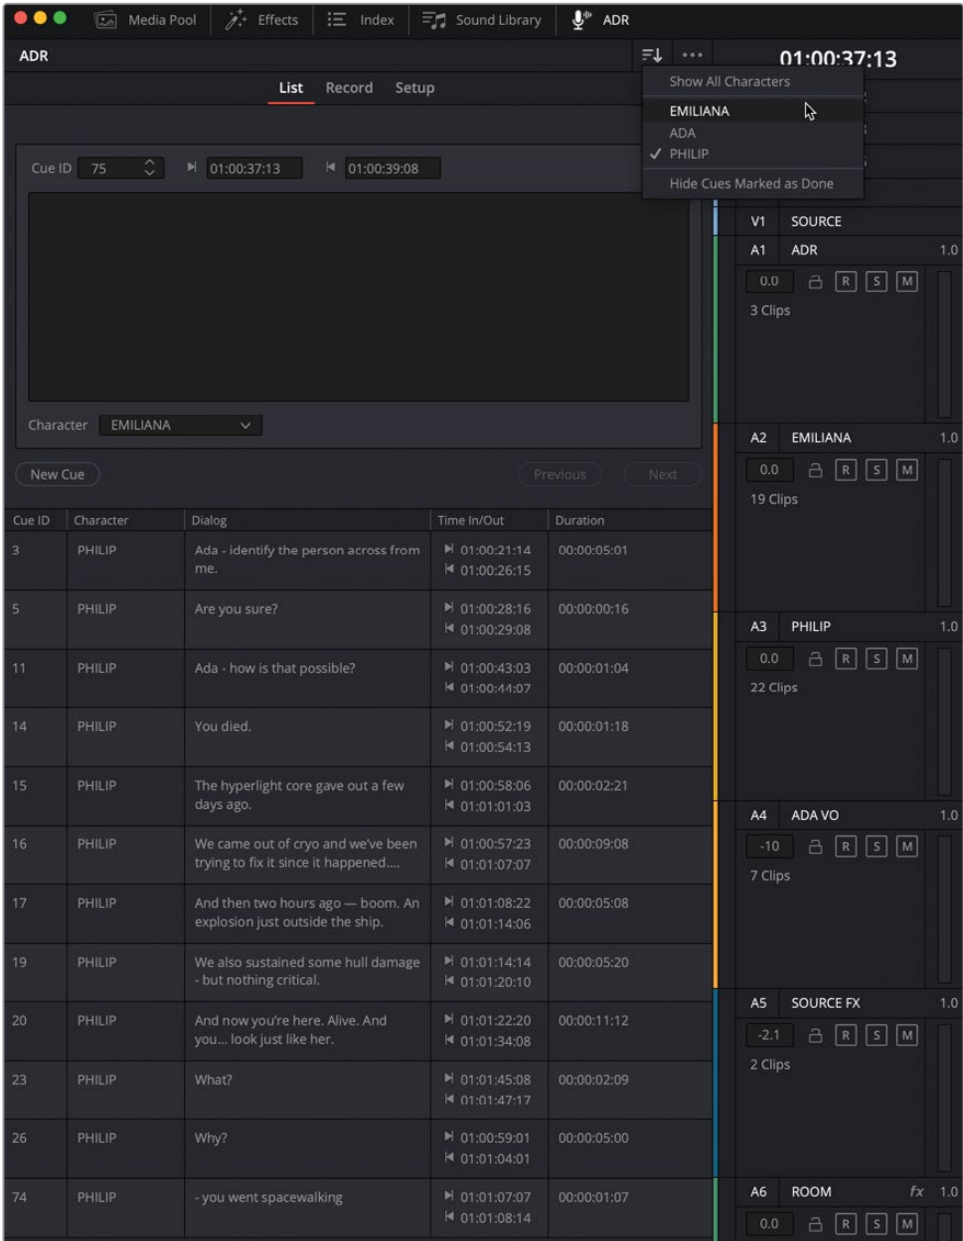 Media Pool Effects Index Sound Library ADR
ADR 01:00:37:13
List Record Setup
Show All Characters
EMILIANA
ADA
PHILIP
Hide Cues Marked as Done
Cue ID 75 01:00:37:13 01:00:39:08
Character EMILIANA
New Cue Previous Next
Cue ID Character Dialog Time In/Out Duration
3 PHILIP Ada - identify the person across from 01:00:21:14 00:00:05:01
me. 01:00:26:15
5 PHILIP Are you sure? 01:00:28:16 00:00:00:16
01:00:29:08
11 PHILIP Ada - how is that possible? 01:00:43:03 00:00:01:04
01:00:44:07
14 PHILIP You died. 01:00:52:19 00:00:01:18
01:00:54:13
15 PHILIP The hyperlight core gave out a few 01:00:58:06 00:00:02:21
days ago. 01:01:01:03
16 PHILIP We came out of cryo and we've been 01:00:57:23 00:00:09:08
trying to fix it since it happened.... 01:01:07:07
17 PHILIP And then two hours ago — boom. An 01:01:08:22 00:00:05:08
explosion just outside the ship. 01:01:14:06
19 PHILIP We also sustained some hull damage 01:01:14:14 00:00:05:20
- but nothing critical. 01:01:20:10
20 PHILIP And now you're here. Alive. And 01:01:22:20 00:00:11:12
you... look just like her. 01:01:34:08
23 PHILIP What? 01:01:45:08 00:00:02:09
01:01:47:17
26 PHILIP Why? 01:00:59:01 00:00:05:00
01:01:04:01
74 PHILIP - you went spacewalking 01:01:07:07 00:00:01:07
01:01:08:14
V1 SOURCE
A1 ADR 1.0
0.0 R S M
3 Clips
A2 EMILIANA 1.0
0.0 R S M
19 Clips
A3 PHILIP 1.0
0.0 R S M
22 Clips
A4 ADA VO 1.0
-10 R S M
7 Clips
A5 SOURCE FX 1.0
-2.1 R S M
2 Clips
A6 ROOM fx 1.0
0.0 R S M